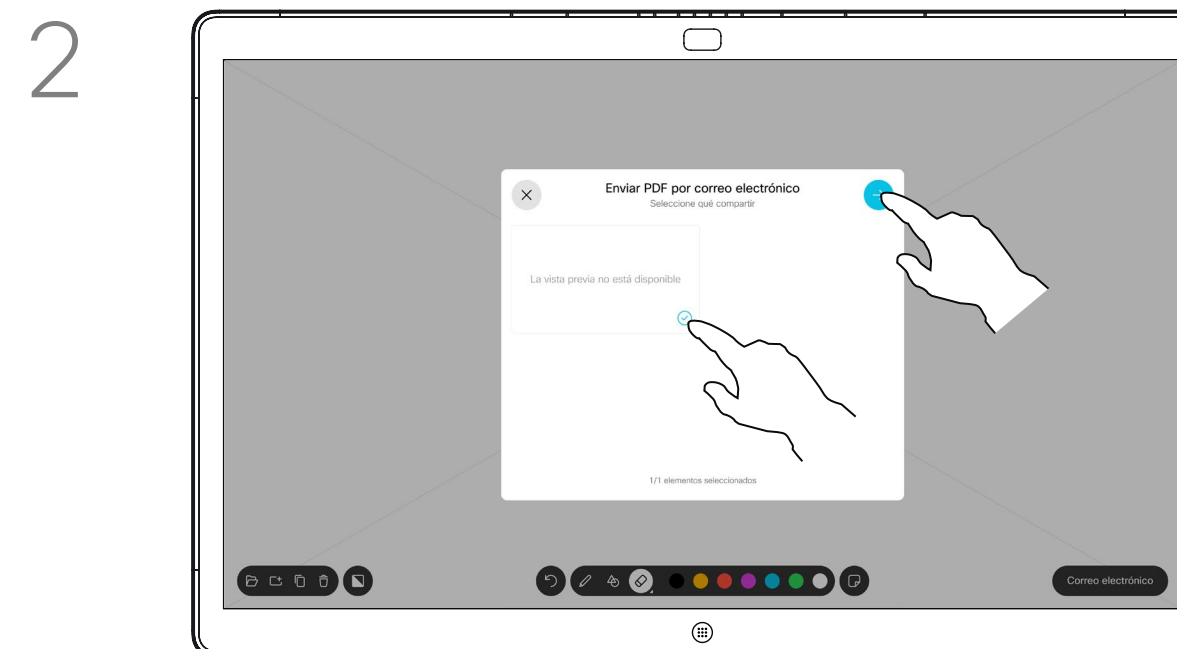 2
Enviar PDF por correo electrónico
Seleccione qué compartir
La vista previa no está disponible
1/1 elementos seleccionados
Correo electrónico